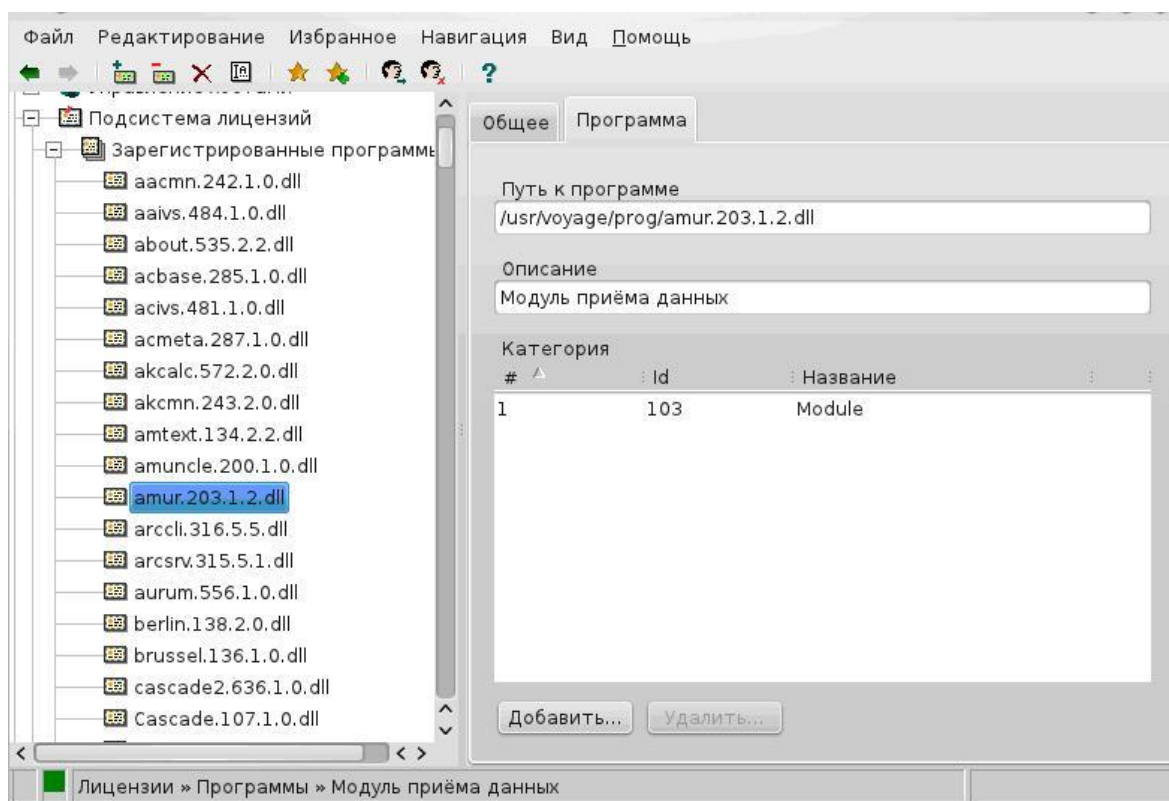 Файл Редактирование Избранное Навигация Вид Помощь
Подсистема лицензий
Зарегистрированные программы
aacmn.242.1.0.dll
aaivs.484.1.0.dll
about.535.2.2.dll
acbase.285.1.0.dll
acivs.481.1.0.dll
acmeta.287.1.0.dll
akcalc.572.2.0.dll
akcmn.243.2.0.dll
amtext.134.2.2.dll
amuncle.200.1.0.dll
amur.203.1.2.dll
arccli.316.5.5.dll
arcsrv.315.5.1.dll
aurum.556.1.0.dll
berlin.138.2.0.dll
brussel.136.1.0.dll
cascade2.636.1.0.dll
Cascade.107.1.0.dll
Общее Программа
Путь к программе
/usr/voyage/prog/amur.203.1.2.dll
Описание
Модуль приёма данных
Категория
# Id Название
1 103 Module
Добавить... Удалить...
Лицензии » Программы » Модуль приёма данных